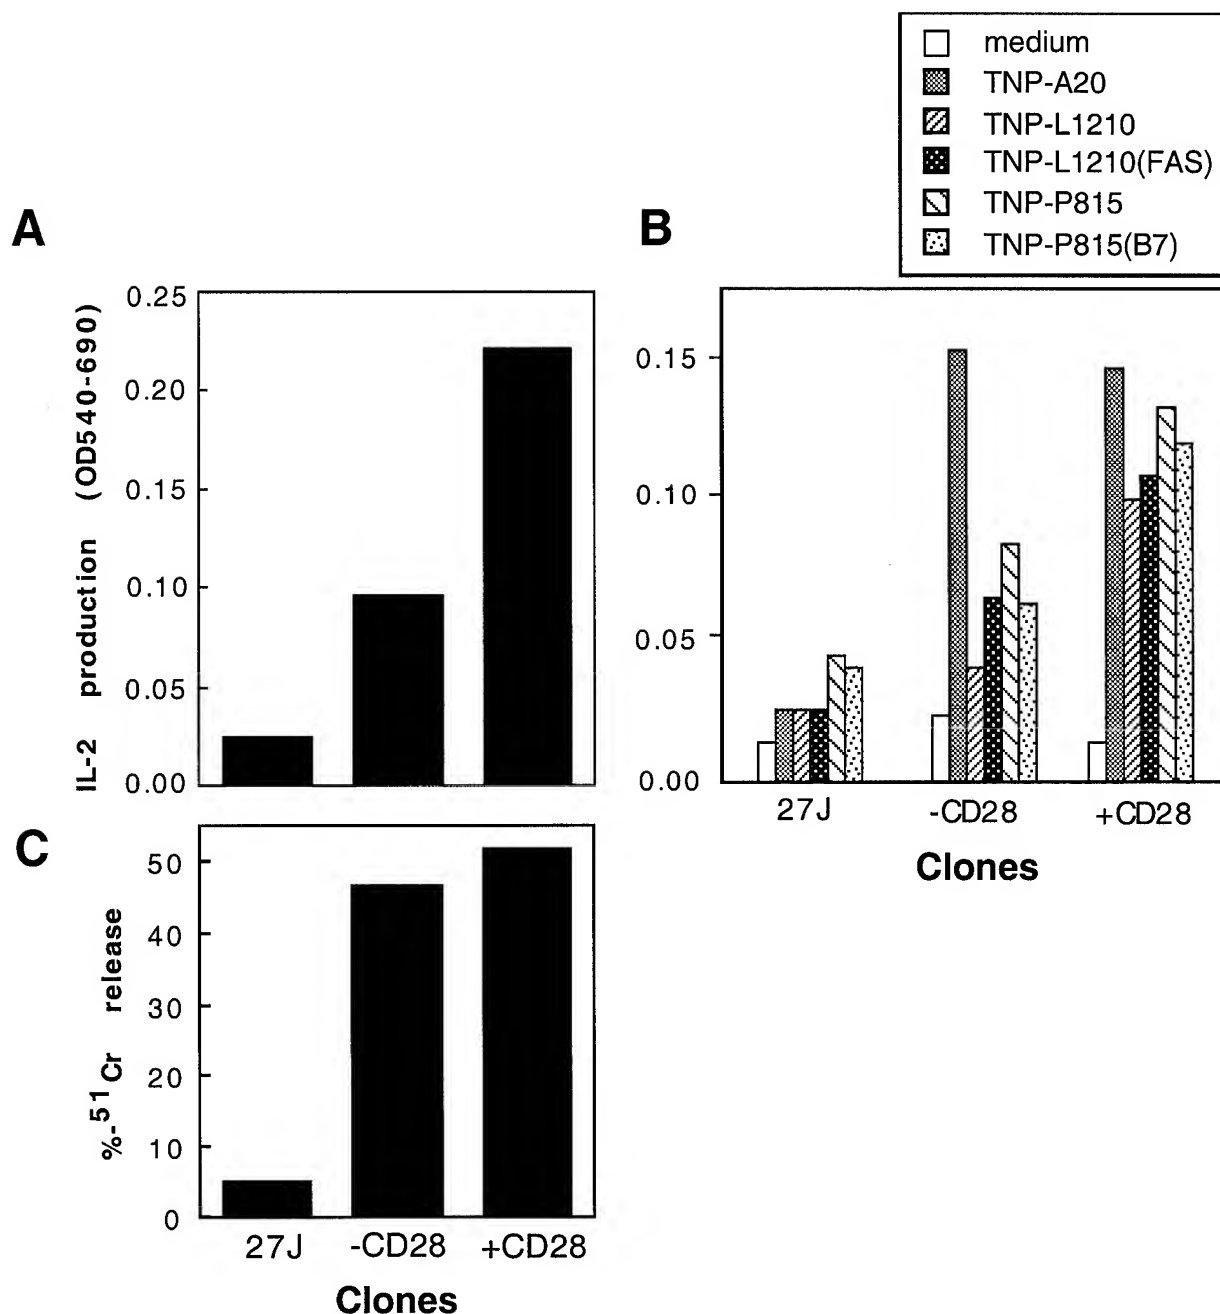 medium
TNP-A20
TNP-L1210
TNP-L1210(FAS)
TNP-P815
TNP-P815(B7)
A
IL-2 production (OD540-690)
0.25
0.20
0.15
0.10
0.05
0.00
B
0.15
0.10
0.05
0.00
27J
-CD28
+CD28
Clones
C
%-51Cr release
50
40
30
20
10
0
27J
-CD28
+CD28
Clones